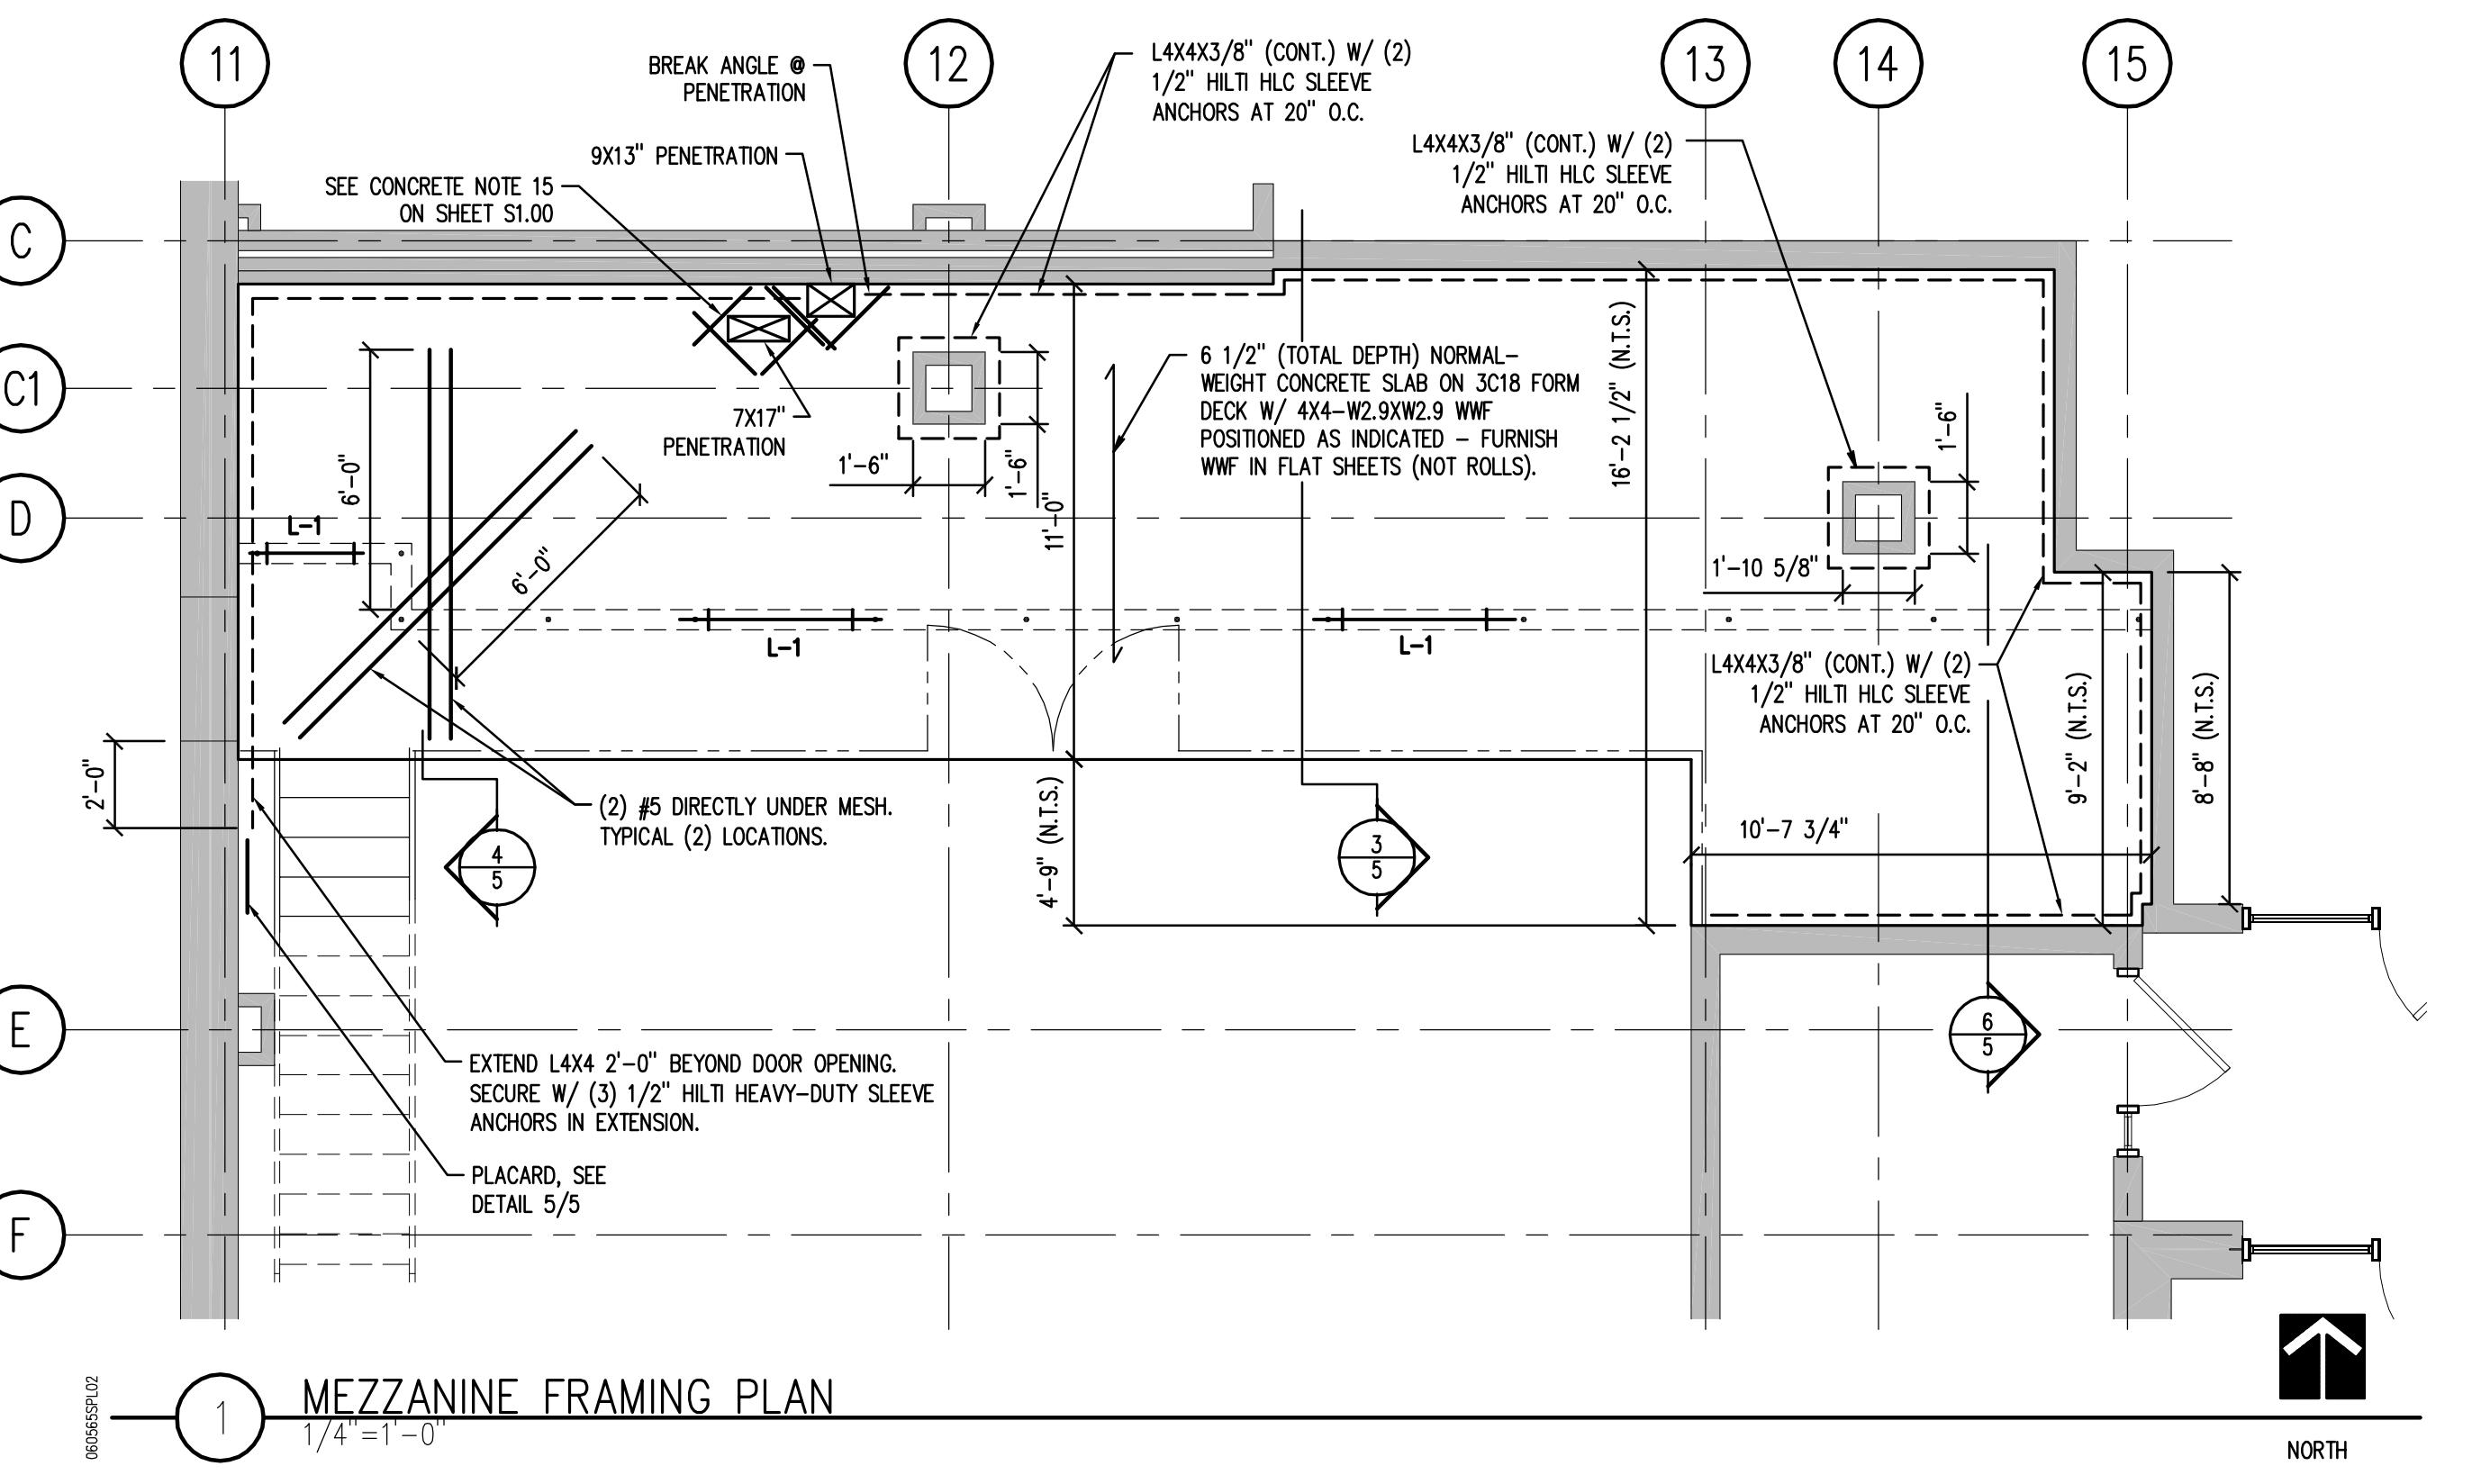 11
12
13
14
15
BREAK ANGLE @
PENETRATION
L4X4X3/8" (CONT.) W/ (2)
1/2" HILTI HLC SLEEVE
ANCHORS AT 20" O.C.
9X13" PENETRATION
L4X4X3/8" (CONT.) W/ (2)
1/2" HILTI HLC SLEEVE
ANCHORS AT 20" O.C.
SEE CONCRETE NOTE 15
ON SHEET S1.00
C
C1
D
E
F
6 1/2" (TOTAL DEPTH) NORMAL-
WEIGHT CONCRETE SLAB ON 3C18 FORM
DECK W/ 4X4-W2.9XW2.9 WWF
POSITIONED AS INDICATED - FURNISH
WWF IN FLAT SHEETS (NOT ROLLS).
16'-2 1/2" (N.T.S.)
7X17"
PENETRATION
1'-6"
1'-6"
11'-0"
1'-6"
1'-10 5/8"
6'-0"
6'-0"
L-1
L-1
L-1
L4X4X3/8" (CONT.) W/ (2)
1/2" HILTI HLC SLEEVE
ANCHORS AT 20" O.C.
9'-2" (N.T.S.)
8'-8" (N.T.S.)
2'-0"
(2) #5 DIRECTLY UNDER MESH.
TYPICAL (2) LOCATIONS.
4'-9" (N.T.S.)
10'-7 3/4"
4
5
3
5
6
5
EXTEND L4X4 2'-0" BEYOND DOOR OPENING.
SECURE W/ (3) 1/2" HILTI HEAVY-DUTY SLEEVE
ANCHORS IN EXTENSION.
PLACARD, SEE
DETAIL 5/5
0605655PL02
1
MEZZANINE FRAMING PLAN
1/4"=1'-0"
NORTH